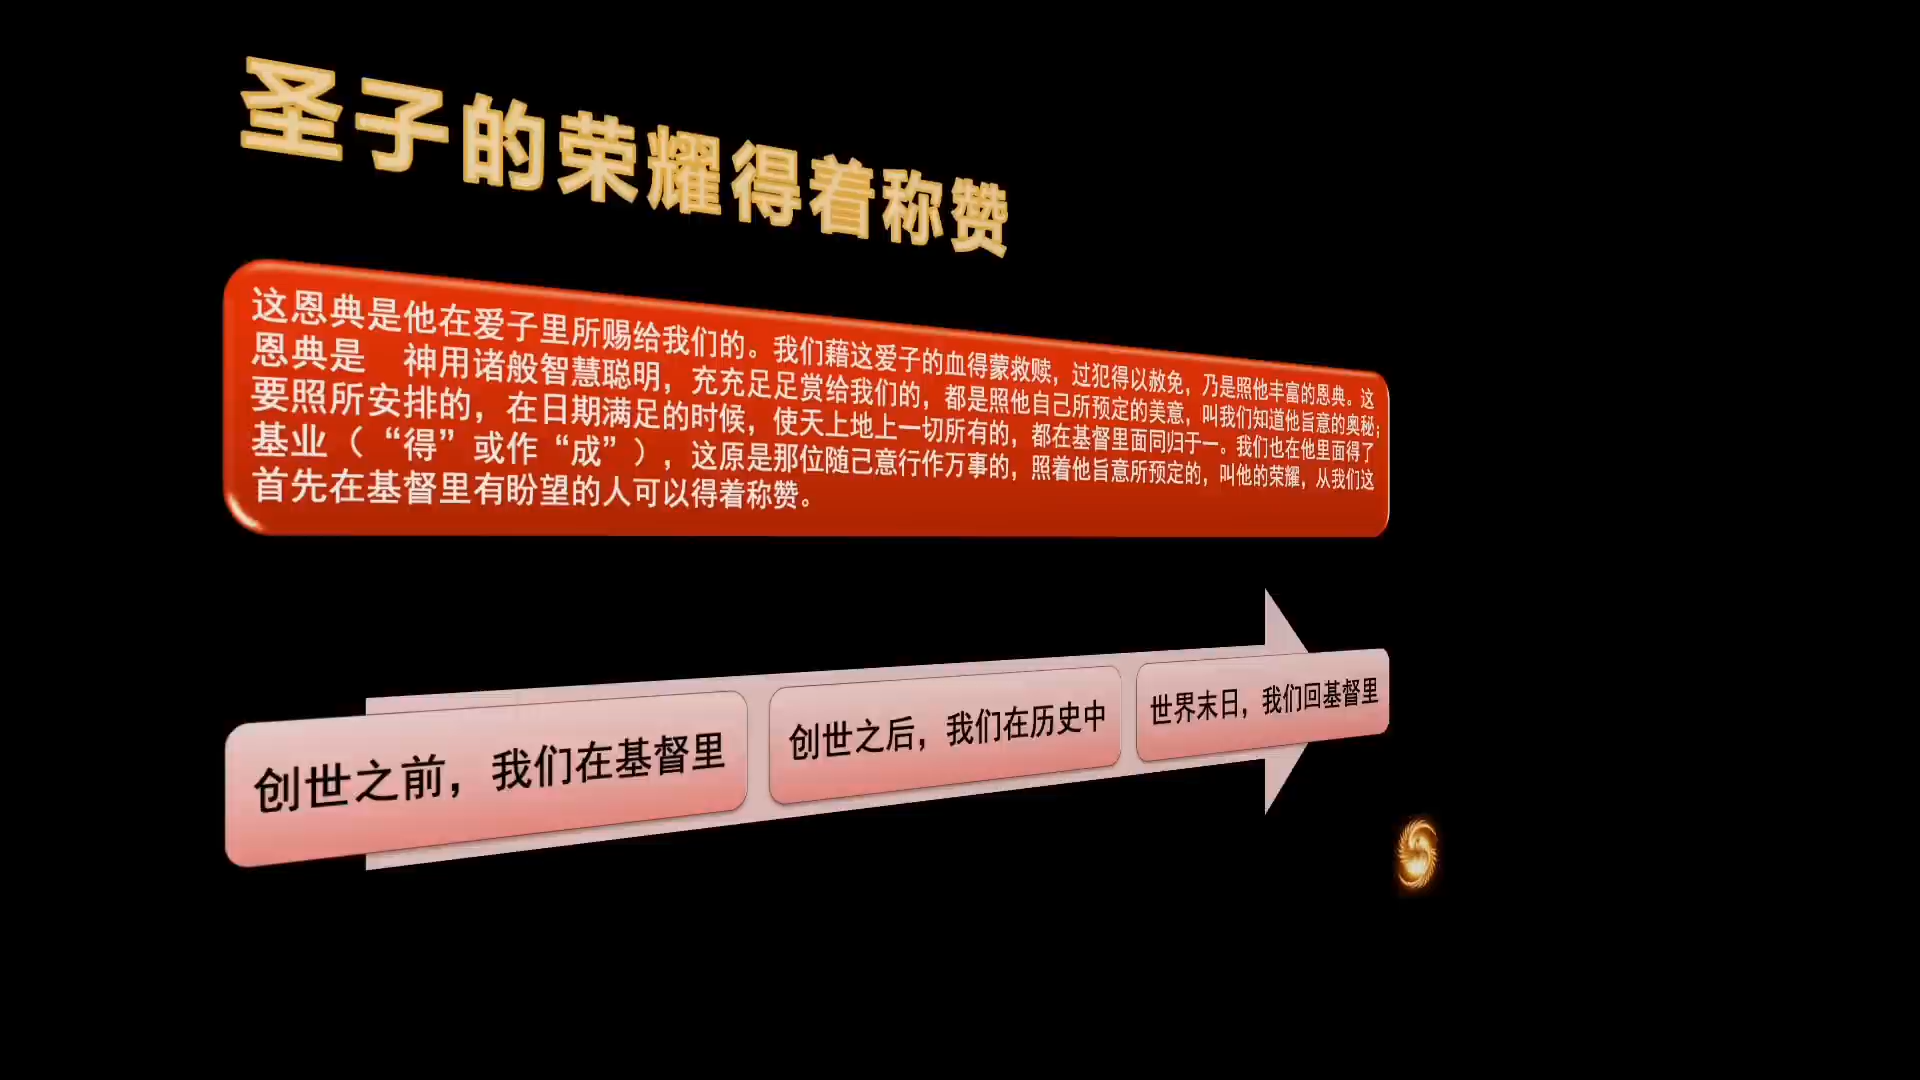 圣子的荣耀得着称赞
这恩典是他在爱子里所赐给我们的。我们藉这爱子的血得蒙救赎，过犯得以赦免，乃是照他丰富的恩典。这
恩典是　神用诸般智慧聪明，充充足足赏给我们的，都是照他自己所预定的美意，叫我们知道他旨意的奥秘；
要照所安排的，在日期满足的时候，使天上地上一切所有的，都在基督里面同归于一。我们也在他里面得了
基业（“得”或作“成”），这原是那位随己意行作万事的，照着他旨意所预定的，叫他的荣耀，从我们这
首先在基督里有盼望的人可以得着称赞。
创世之前，我们在基督里
创世之后，我们在历史中
世界末日，我们回基督里